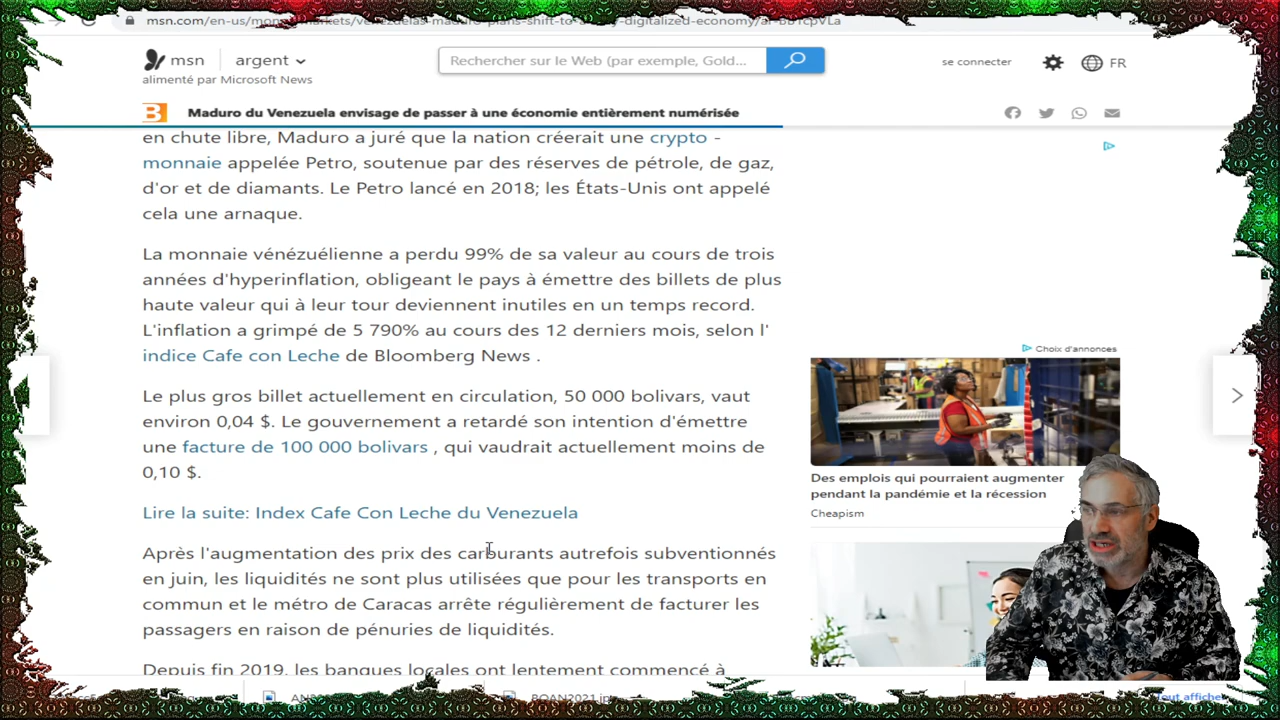 msn
argent
Rechercher sur le Web (par exemple, Gold...
se connecter
FR
alimenté par Microsoft News
Maduro du Venezuela envisage de passer à une économie entièrement numérisée
en chute libre, Maduro a juré que la nation créerait une crypto -
monnaie appelée Petro, soutenue par des réserves de pétrole, de gaz,
d'or et de diamants. Le Petro lancé en 2018; les États-Unis ont appelé
cela une arnaque.
La monnaie vénézuélienne a perdu 99% de sa valeur au cours de trois
années d'hyperinflation, obligeant le pays à émettre des billets de plus
haute valeur qui à leur tour deviennent inutiles en un temps record.
L'inflation a grimpé de 5 790% au cours des 12 derniers mois, selon l'
indice Cafe con Leche de Bloomberg News .
Le plus gros billet actuellement en circulation, 50 000 bolivars, vaut
environ 0,04 $. Le gouvernement a retardé son intention d'émettre
une facture de 100 000 bolivars , qui vaudrait actuellement moins de
0,10 $.
Lire la suite: Index Cafe Con Leche du Venezuela
Après l'augmentation des prix des carburants autrefois subventionnés
en juin, les liquidités ne sont plus utilisées que pour les transports en
commun et le métro de Caracas arrête régulièrement de facturer les
passagers en raison de pénuries de liquidités.
Depuis fin 2019, les banques locales ont lentement commencé à
Choix d'annonces
Des emplois qui pourraient augmenter
pendant la pandémie et la récession
Cheapism